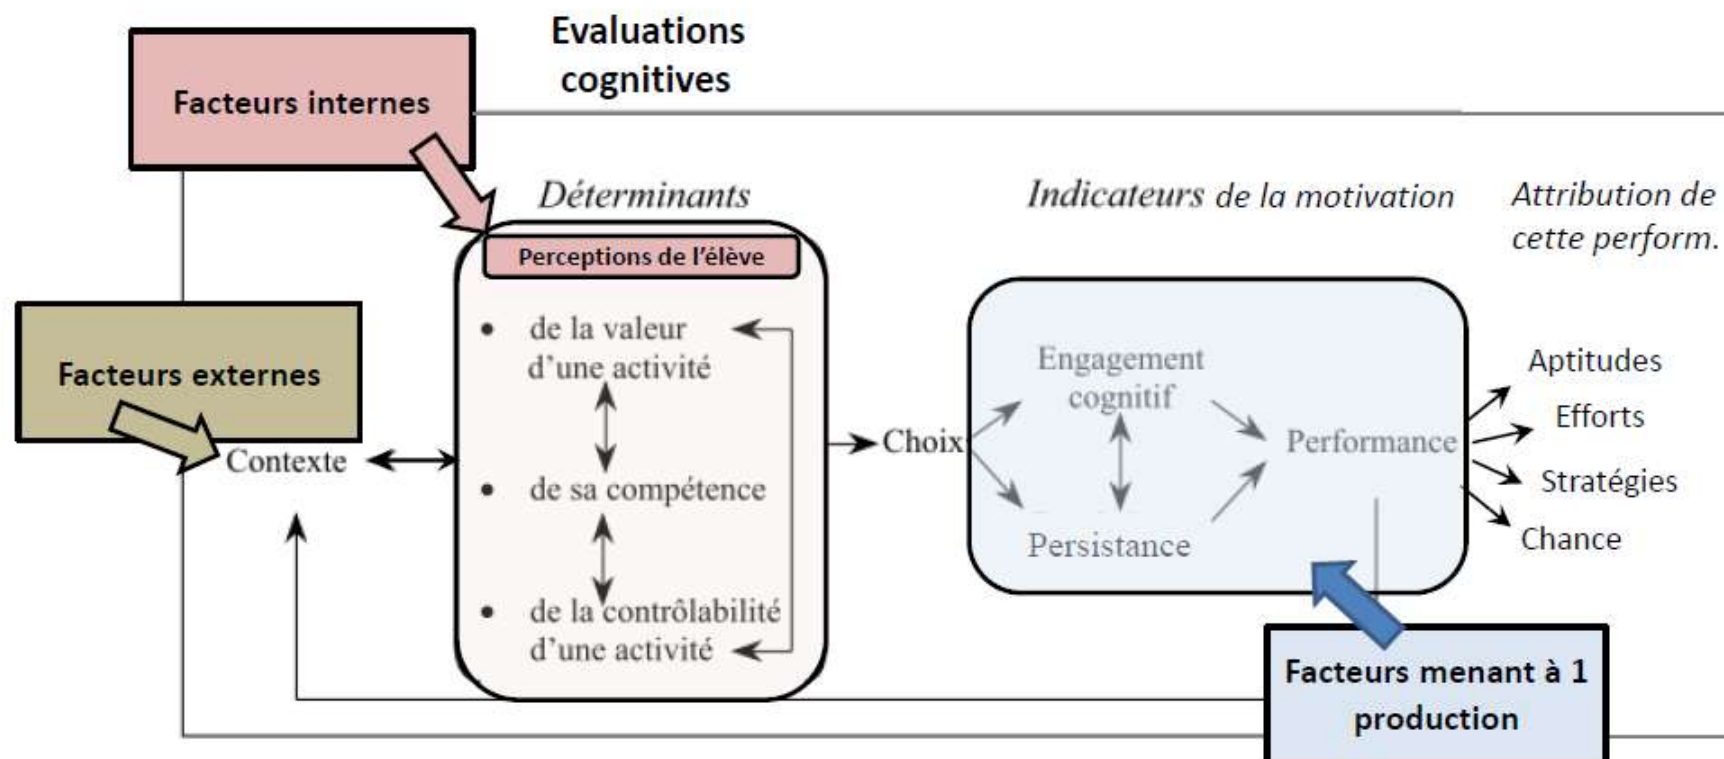 Evaluations
cognitives
Facteurs internes
Déterminants
Indicateurs de la motivation
Attribution de
cette perform.
Perceptions de l'élève
Facteurs externes
Contexte
• de la valeur
d'une activité
• de sa compétence
• de la contrôlabilité
d'une activité
Choix
Engagement
cognitif
Persistance
Performance
Aptitudes
Efforts
Stratégies
Chance
Facteurs menant à 1
production